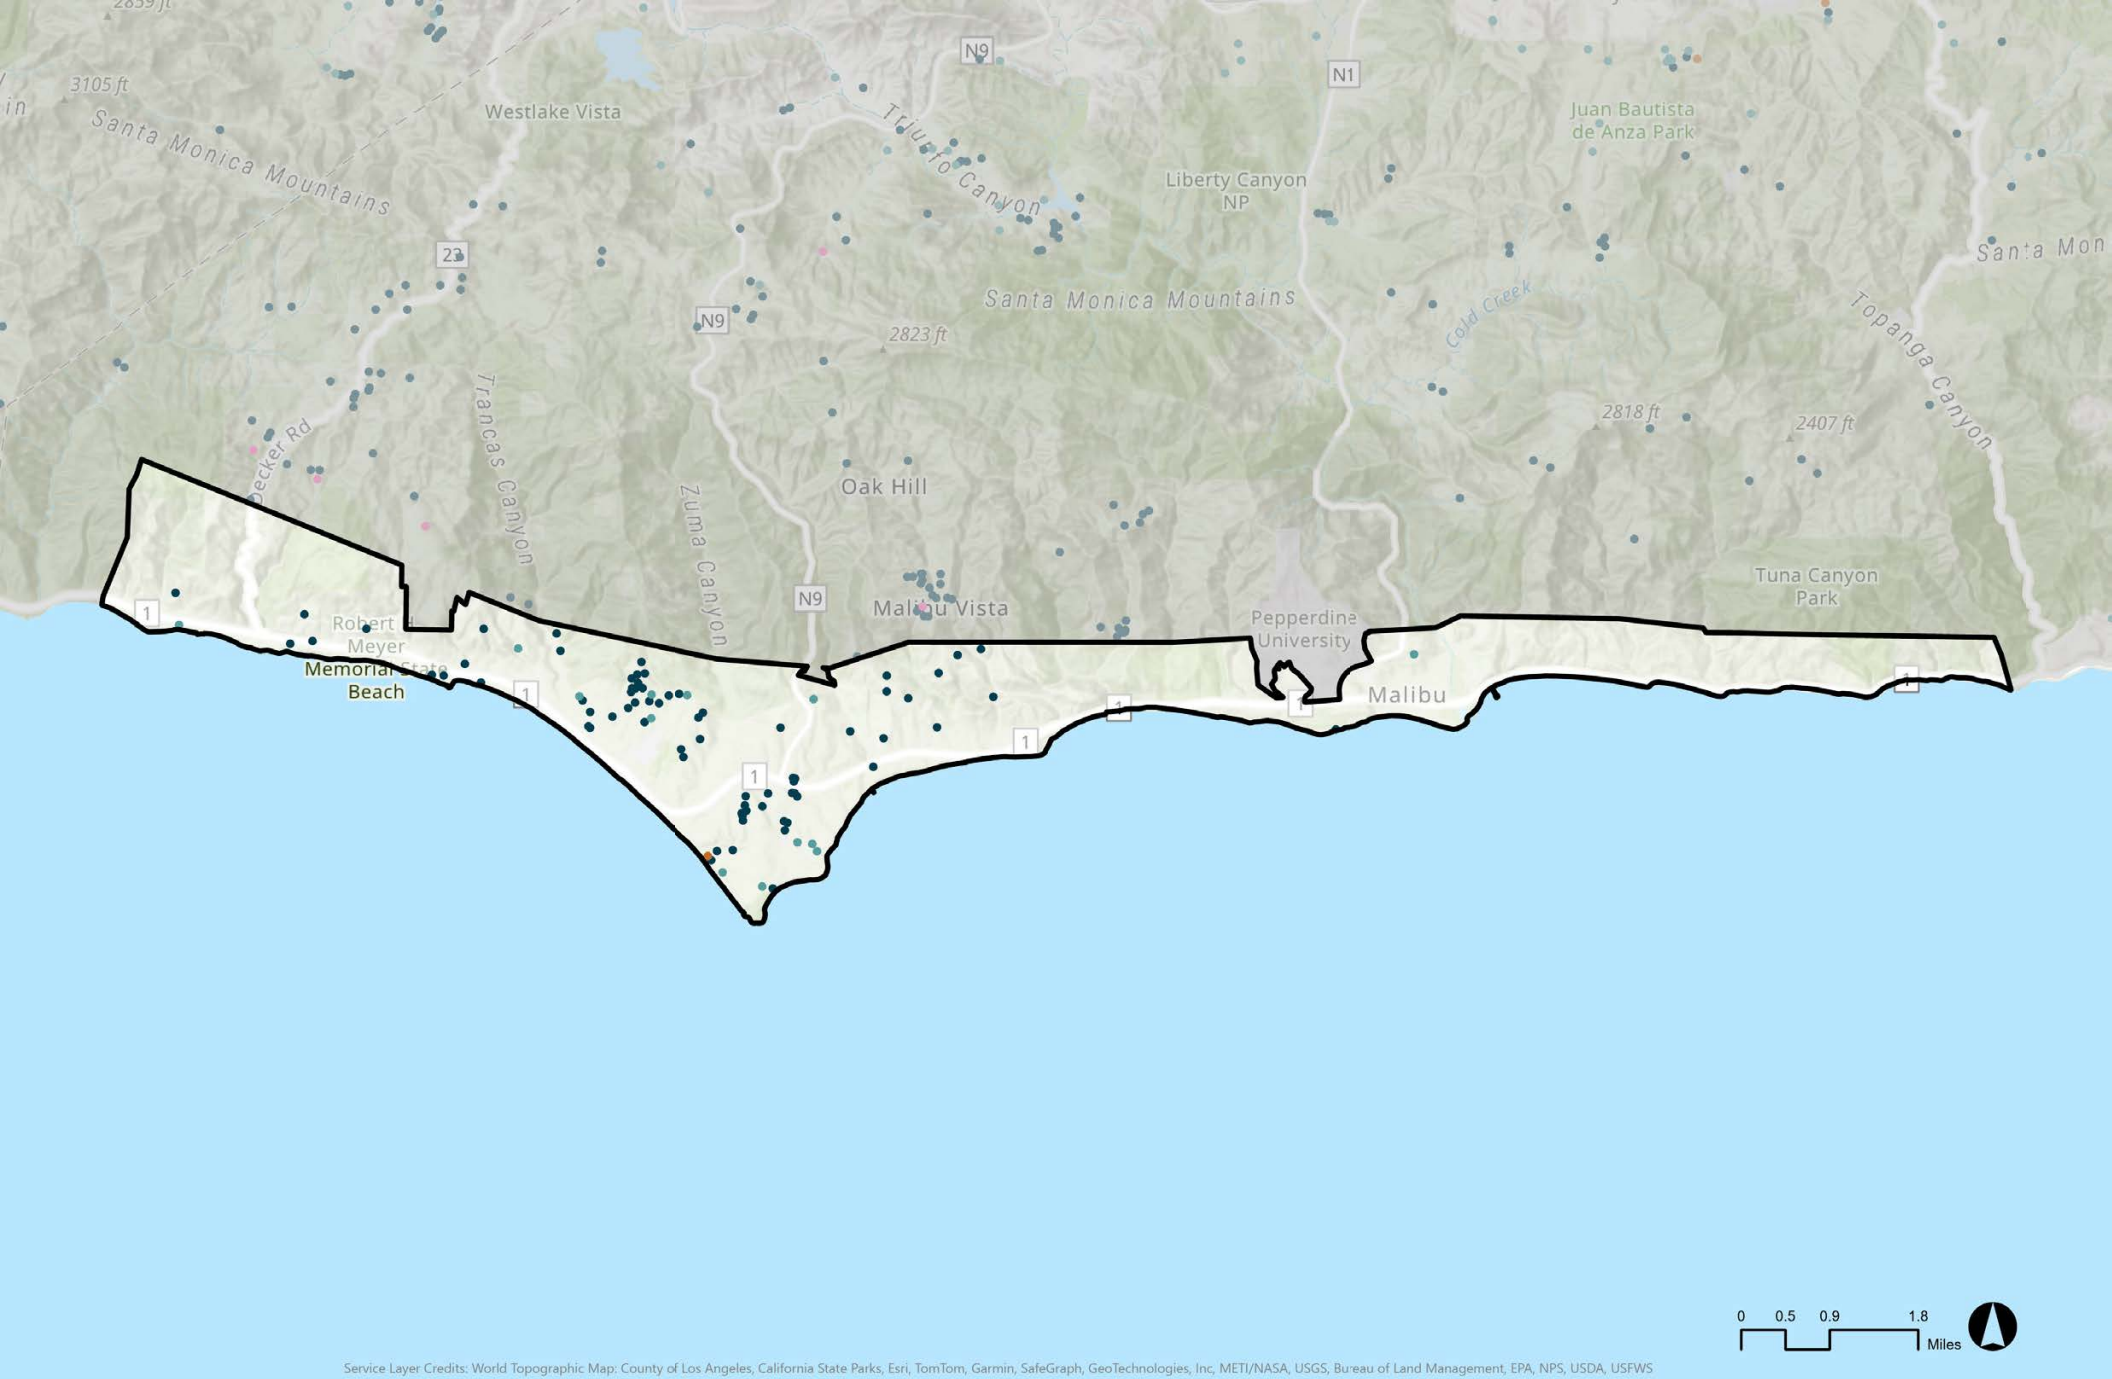 2859 ft
N9
3105 ft
N1
in
Westlake Vista
Juan Bautista
de Anza Park
Santa Monica Mountains
Triunfo Canyon
Liberty Canyon
NP
23
Santa Mon
Santa Monica Mountains
Cold Creek
N9
2823 ft
Topanga Canyon
Trancas Canyon
2818 ft
2407 ft
Decker Rd
Zuma Canyon
Oak Hill
Tuna Canyon
Park
N9
Malibu Vista
1
Pepperdine
University
Robert H
Meyer
Memorial State
Beach
1
1
1
Malibu
1
1
1
0 0.5 0.9 1.8
Miles
Service Layer Credits: World Topographic Map: County of Los Angeles, California State Parks, Esri, TomTom, Garmin, SafeGraph, GeoTechnologies, Inc, METI/NASA, USGS, Bureau of Land Management, EPA, NPS, USDA, USFWS